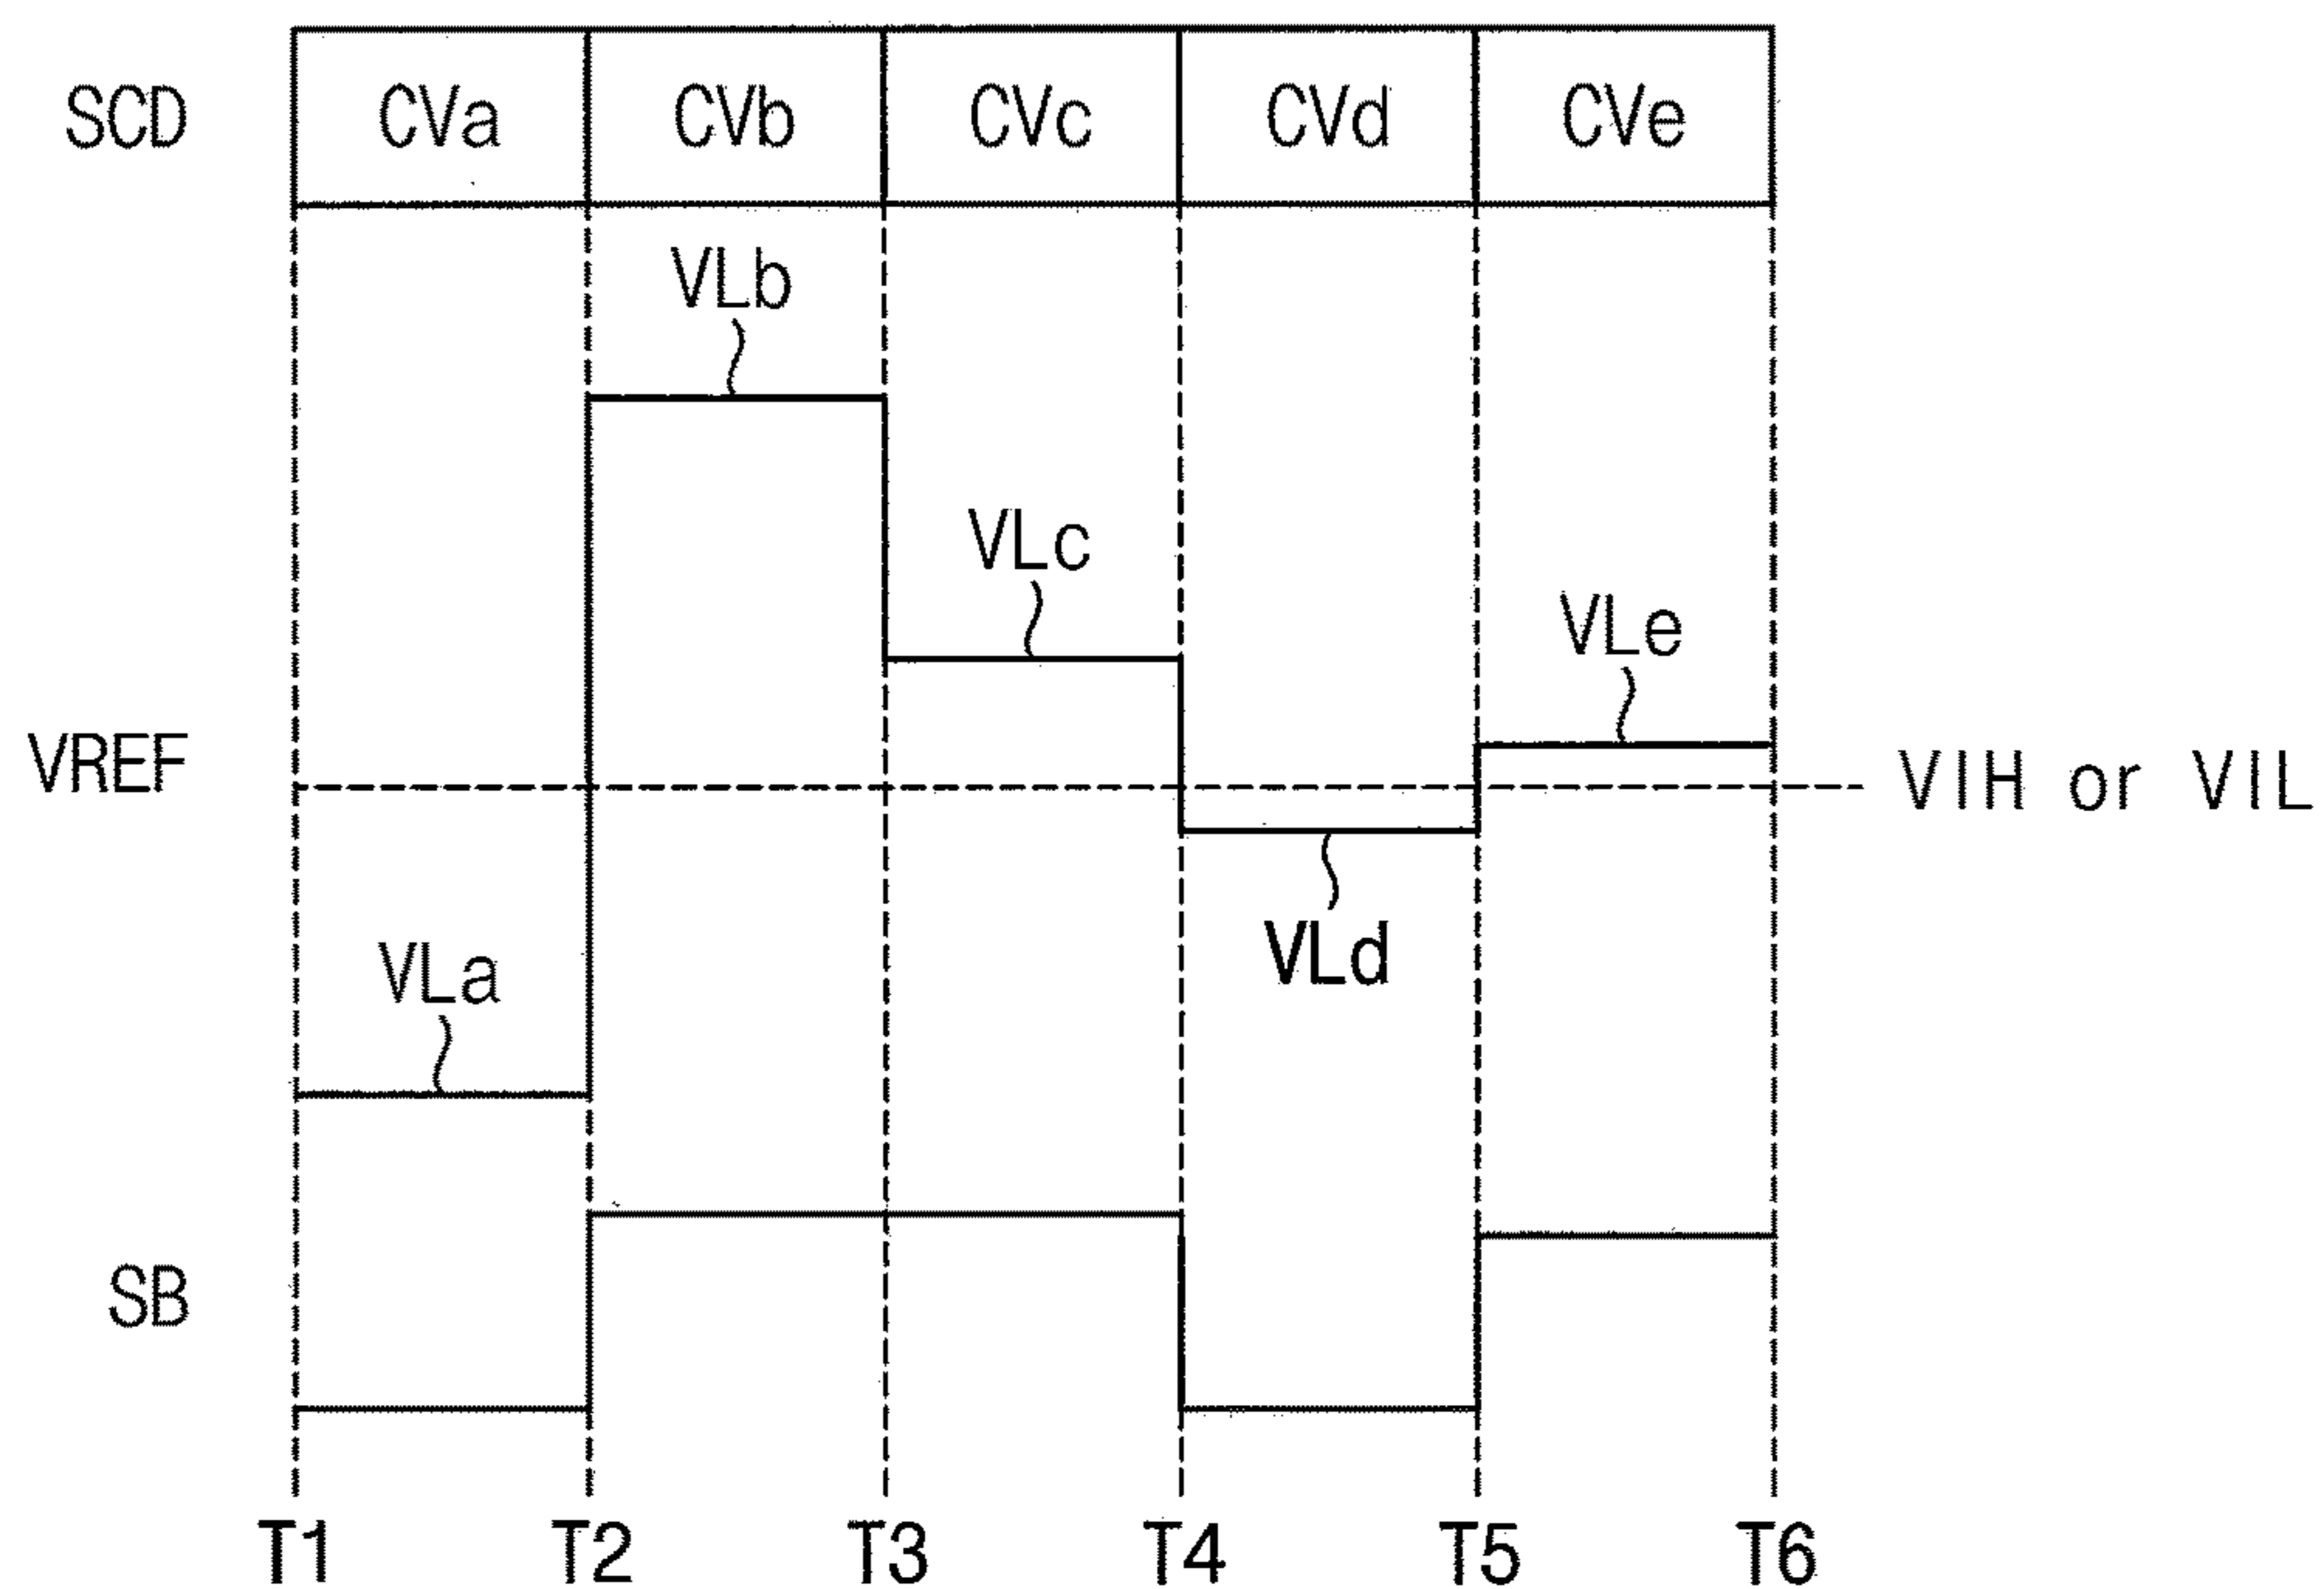 SCD CVa CVb CVc CVd CVe
VLb
VLc
VLe
VREF VIH or VIL
VLd
VLa
SB
T1 T2 T3 T4 T5 T6